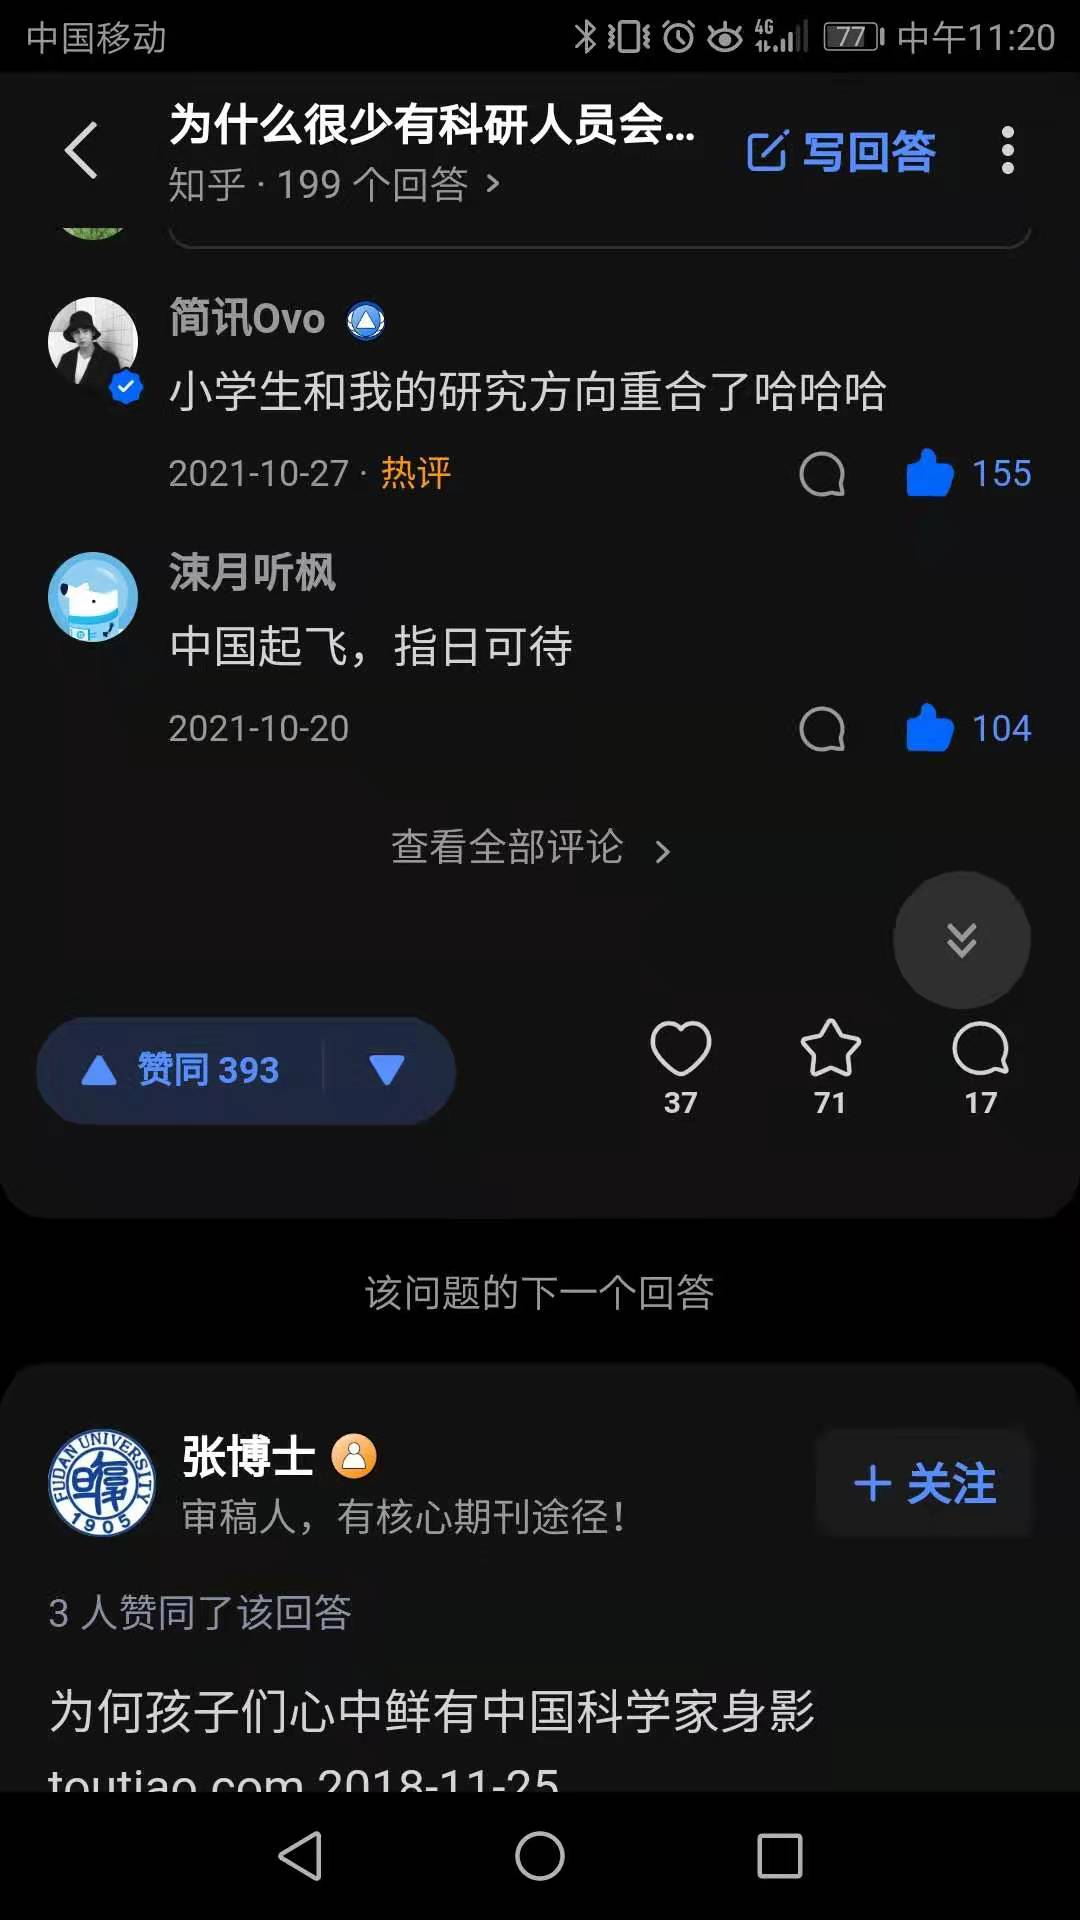 中国移动
4G
77
中午11:20
为什么很少有科研人员会...
知乎 · 199 个回答 >
写回答
简讯Ovo
小学生和我的研究方向重合了哈哈哈
2021-10-27 · 热评
155
涑月听枫
中国起飞，指日可待
2021-10-20
104
查看全部评论 >
赞同 393
37
71
17
该问题的下一个回答
FUDAN UNIVERSITY
1905
张博士
审稿人，有核心期刊途径！
+ 关注
3 人赞同了该回答
为何孩子们心中鲜有中国科学家身影
toutiao.com 2018-11-25